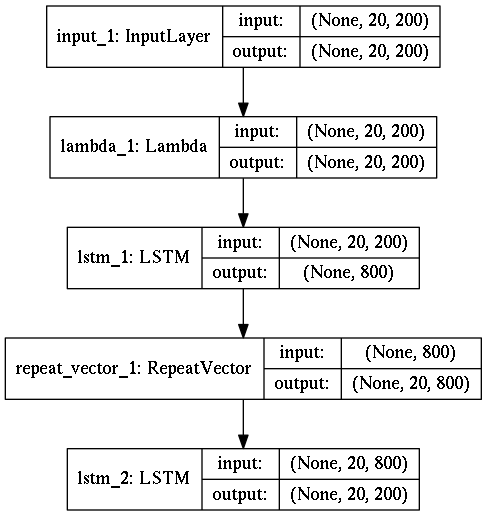 input_1: InputLayer
input: (None, 20, 200)
output: (None, 20, 200)
lambda_1: Lambda
input: (None, 20, 200)
output: (None, 20, 200)
lstm_1: LSTM
input: (None, 20, 200)
output: (None, 800)
repeat_vector_1: RepeatVector
input: (None, 800)
output: (None, 20, 800)
lstm_2: LSTM
input: (None, 20, 800)
output: (None, 20, 200)